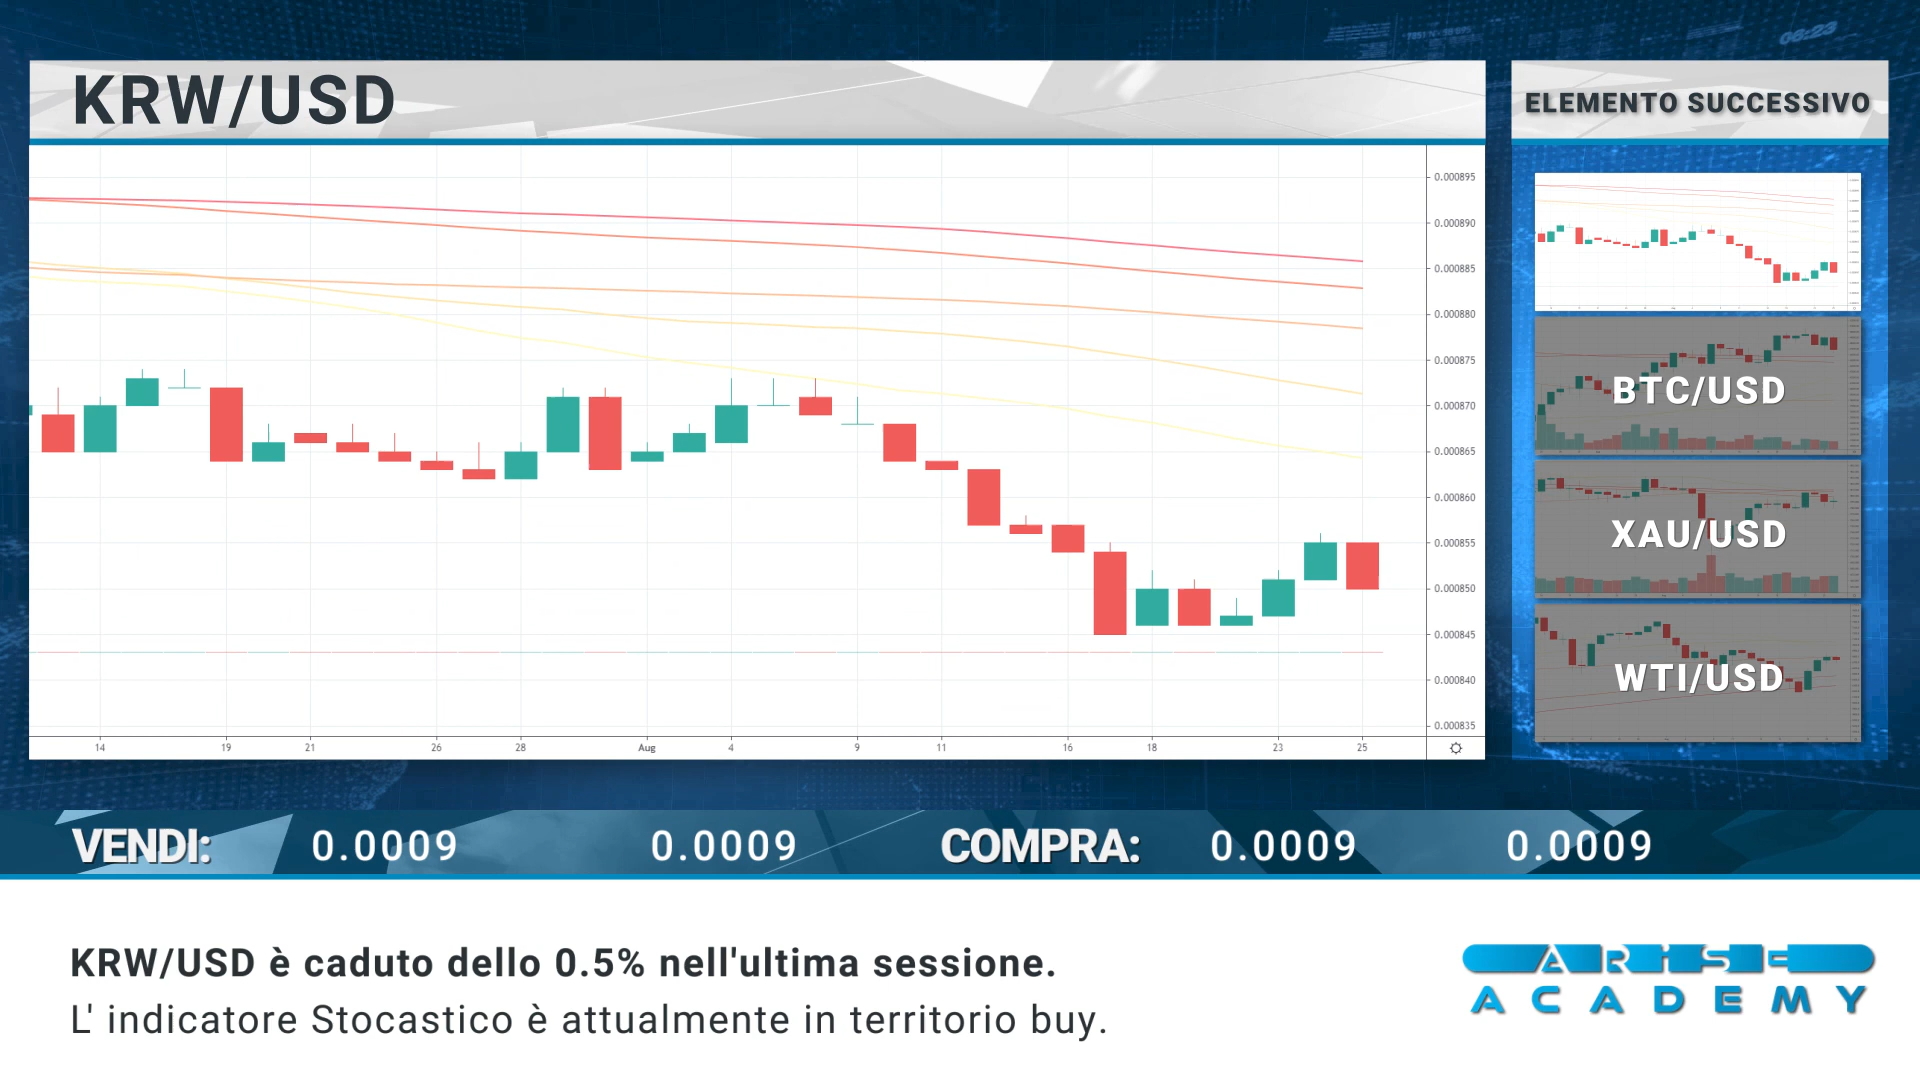 KRW/USD
ELEMENTO SUCCESSIVO
0.000895
0.000890
0.000885
0.000880
0.000875
0.000870
0.000865
0.000860
0.000855
0.000850
0.000845
0.000840
0.000835
14 19 21 26 28 Aug 4 9 11 16 18 23 25
BTC/USD
XAU/USD
WTI/USD
VENDI: 0.0009 0.0009 COMPRA: 0.0009 0.0009
KRW/USD è caduto dello 0.5% nell'ultima sessione.
L' indicatore Stocastico è attualmente in territorio buy.
ARISE
ACADEMY